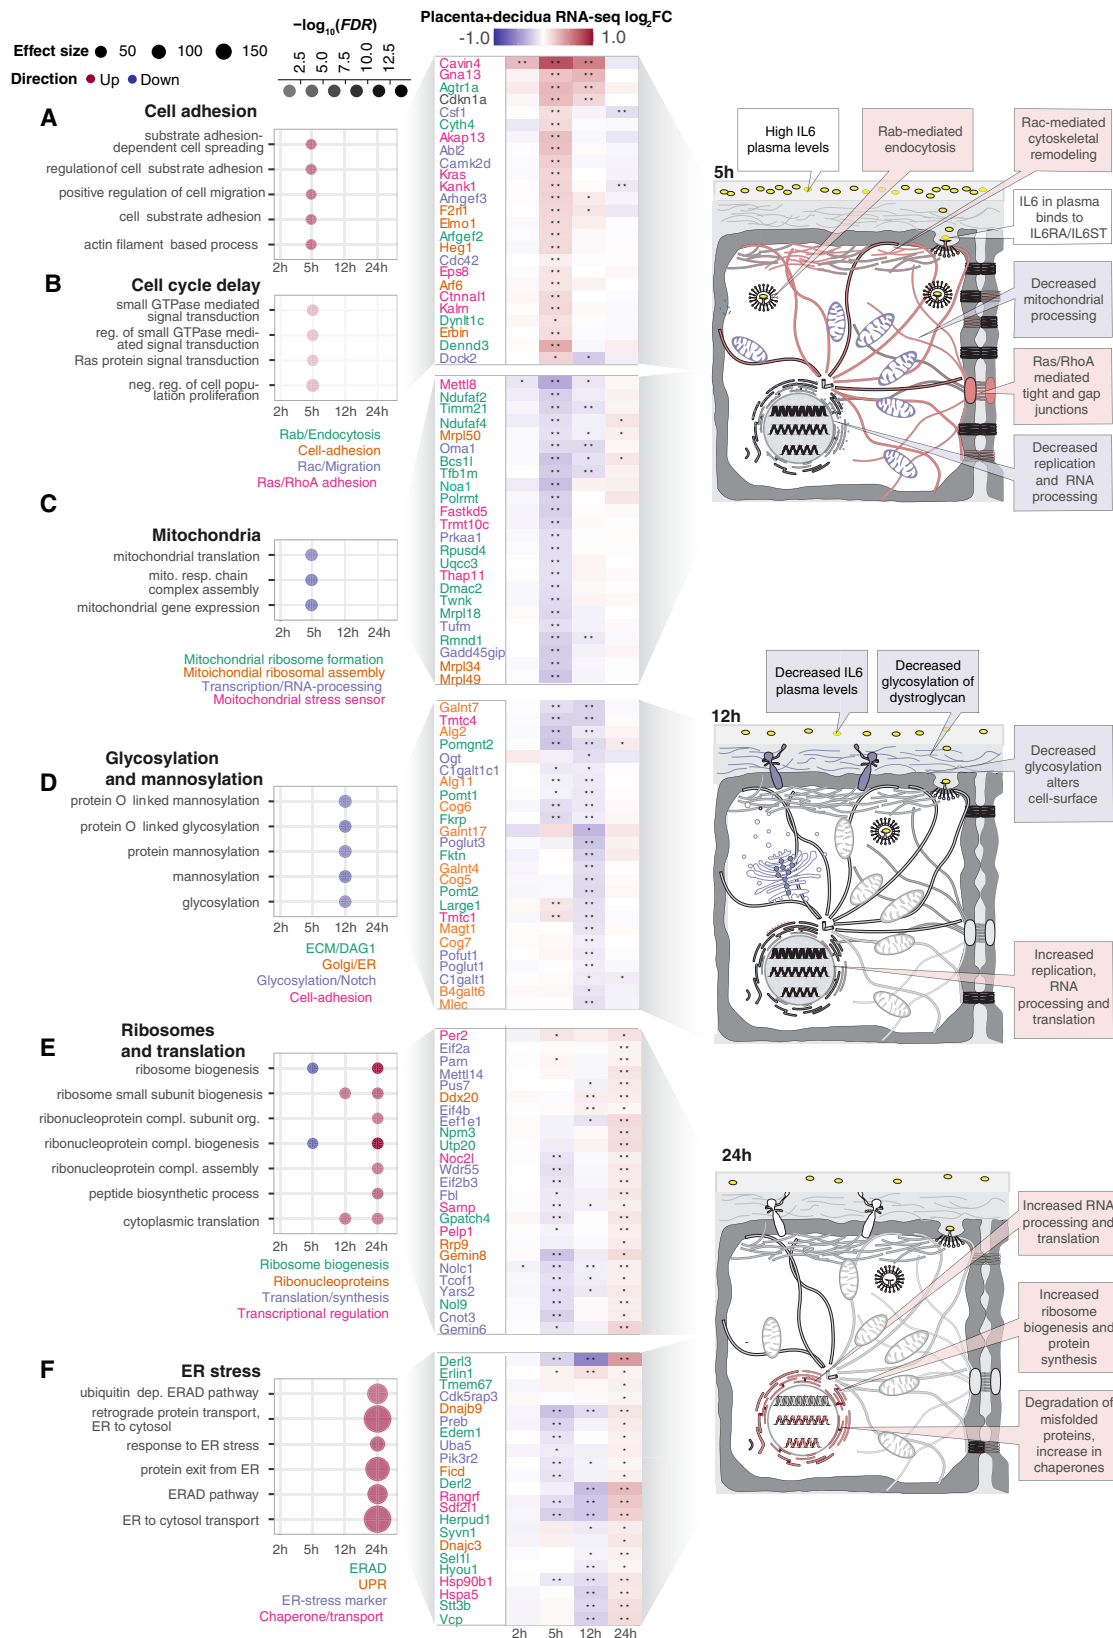 −log10(FDR)
Effect size 50 100 150
2.5 5.0 7.5 10.0 12.5
Direction Up Down
Placenta+decidua RNA-seq log2FC
-1.0 1.0
A
Cell adhesion
substrate adhesion-
dependent cell spreading
regulation of cell substrate adhesion
positive regulation of cell migration
cell substrate adhesion
actin filament based process
2h 5h 12h 24h
B
Cell cycle delay
small GTPase mediated
signal transduction
reg. of small GTPase medi-
ated signal transduction
Ras protein signal transduction
neg. reg. of cell popu-
lation proliferation
Rab/Endocytosis
Cell-adhesion
Rac/Migration
Ras/RhoA adhesion
Cavin4
Gna13
Agtr1a
Cdkn1a
Csf1
Cyth4
Akap13
Abl2
Camk2d
Kras
Kank1
Arhgef3
F2rl1
Elmo1
Arfgef2
Heg1
Cdc42
Eps8
Arf6
Ctnnal1
Kalrn
Dynlt1c
Erbin
Dennd3
Dock2
C
Mitochondria
mitochondrial translation
mito. resp. chain
complex assembly
mitochondrial gene expression
2h 5h 12h 24h
Mitochondrial ribosome formation
Mitoichondial ribosomal assembly
Transcription/RNA-processing
Moitochondrial stress sensor
Mettl8
Ndufaf2
Timm21
Ndufaf4
Mrpl50
Oma1
Bcs1l
Tfb1m
Noa1
Polrmt
Fastkd5
Trmt10c
Prkaa1
Rpusd4
Uqcc3
Thap11
Dmac2
Twnk
Mrpl18
Tufm
Rmnd1
Gadd45gip
Mrpl34
Mrpl49
D
Glycosylation
and mannosylation
protein O linked mannosylation
protein O linked glycosylation
protein mannosylation
mannosylation
glycosylation
2h 5h 12h 24h
ECM/DAG1
Golgi/ER
Glycosylation/Notch
Cell-adhesion
Galnt7
Tmtc4
Alg2
Pomgnt2
Ogt
C1galt1c1
Alg11
Pomt1
Cog6
Fkrp
Galnt17
Poglut3
Fktn
Galnt4
Cog5
Pomt2
Large1
Tmtc1
Magt1
Cog7
Pofut1
Poglut1
C1galt1
B4galt6
Mlec
E
Ribosomes
and translation
ribosome biogenesis
ribosome small subunit biogenesis
ribonucleoprotein compl. subunit org.
ribonucleoprotein compl. biogenesis
ribonucleoprotein compl. assembly
peptide biosynthetic process
cytoplasmic translation
2h 5h 12h 24h
Ribosome biogenesis
Ribonucleoproteins
Translation/synthesis
Transcriptional regulation
Per2
Eif2a
Parn
Mettl14
Pus7
Ddx20
Eif4b
Eef1e1
Npm3
Utp20
Noc2l
Wdr55
Eif2b3
Fbl
Sarnp
Gpatch4
Pelp1
Rrp9
Gemin8
Nolc1
Tcof1
Yars2
Nol9
Cnot3
Gemin6
F
ER stress
ubiquitin dep. ERAD pathway
retrograde protein transport,
ER to cytosol
response to ER stress
protein exit from ER
ERAD pathway
ER to cytosol transport
2h 5h 12h 24h
ERAD
UPR
ER-stress marker
Chaperone/transport
Derl3
Erlin1
Tmem67
Cdk5rap3
Dnajb9
Preb
Edem1
Uba5
Pik3r2
Ficd
Derl2
Rangrf
Sdf2l1
Herpud1
Syvn1
Dnajc3
Sel1l
Hyou1
Hsp90b1
Hspa5
Stt3b
Vcp
2h 5h 12h 24h
5h
High IL6
plasma levels
Rab-mediated
endocytosis
Rac-mediated
cytoskeletal
remodeling
IL6 in plasma
binds to
IL6RA/IL6ST
Decreased
mitochondrial
processing
Ras/RhoA
mediated
tight and gap
junctions
Decreased
replication
and RNA
processing
12h
Decreased IL6
plasma levels
Decreased
glycosylation of
dystroglycan
Decreased
glycosylation
alters
cell-surface
Increased
replication,
RNA
processing and
translation
24h
Increased RNA
processing and
translation
Increased
ribosome
biogenesis and
protein
synthesis
Degradation of
misfolded
proteins,
increase in
chaperones